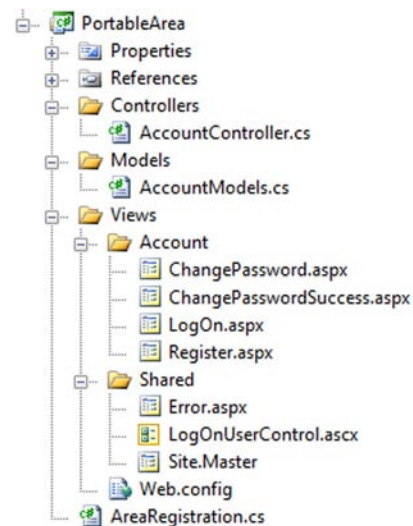 PortableArea
Properties
References
Controllers
AccountController.cs
Models
AccountModels.cs
Views
Account
ChangePassword.aspx
ChangePasswordSuccess.aspx
LogOn.aspx
Register.aspx
Shared
Error.aspx
LogOnUserControl.ascx
Site.Master
Web.config
AreaRegistration.cs